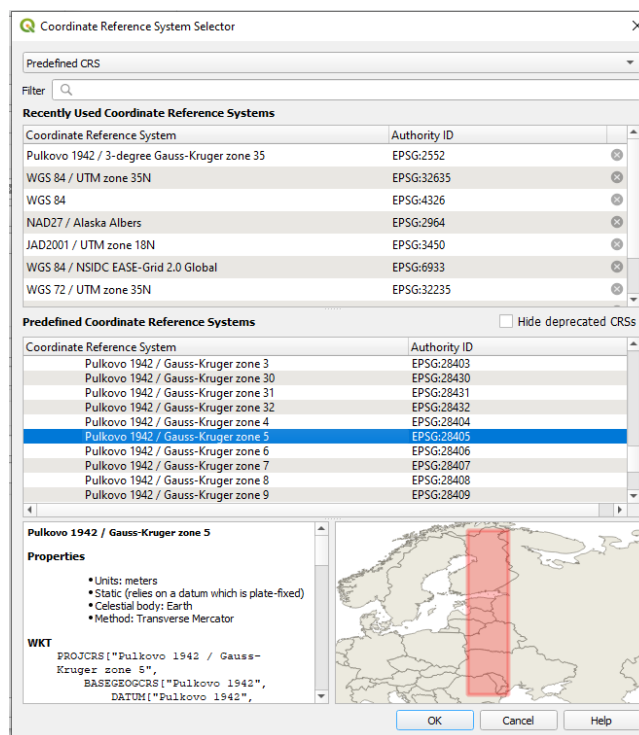 Coordinate Reference System Selector
Predefined CRS
Filter
Recently Used Coordinate Reference Systems
Coordinate Reference System Authority ID
Pulkovo 1942 / 3-degree Gauss-Kruger zone 35 EPSG:2552
WGS 84 / UTM zone 35N EPSG:32635
WGS 84 EPSG:4326
NAD27 / Alaska Albers EPSG:2964
JAD2001 / UTM zone 18N EPSG:3450
WGS 84 / NSIDC EASE-Grid 2.0 Global EPSG:6933
WGS 72 / UTM zone 35N EPSG:32235
Predefined Coordinate Reference Systems Hide deprecated CRSs
Coordinate Reference System Authority ID
Pulkovo 1942 / Gauss-Kruger zone 3 EPSG:28403
Pulkovo 1942 / Gauss-Kruger zone 30 EPSG:28430
Pulkovo 1942 / Gauss-Kruger zone 31 EPSG:28431
Pulkovo 1942 / Gauss-Kruger zone 32 EPSG:28432
Pulkovo 1942 / Gauss-Kruger zone 4 EPSG:28404
Pulkovo 1942 / Gauss-Kruger zone 5 EPSG:28405
Pulkovo 1942 / Gauss-Kruger zone 6 EPSG:28406
Pulkovo 1942 / Gauss-Kruger zone 7 EPSG:28407
Pulkovo 1942 / Gauss-Kruger zone 8 EPSG:28408
Pulkovo 1942 / Gauss-Kruger zone 9 EPSG:28409
Pulkovo 1942 / Gauss-Kruger zone 5
Properties
• Units: meters
• Static (relies on a datum which is plate-fixed)
• Celestial body: Earth
• Method: Transverse Mercator
WKT
PROJCRS["Pulkovo 1942 / Gauss-
Kruger zone 5",
BASEGEOGCRS["Pulkovo 1942",
DATUM["Pulkovo 1942",
OK Cancel Help